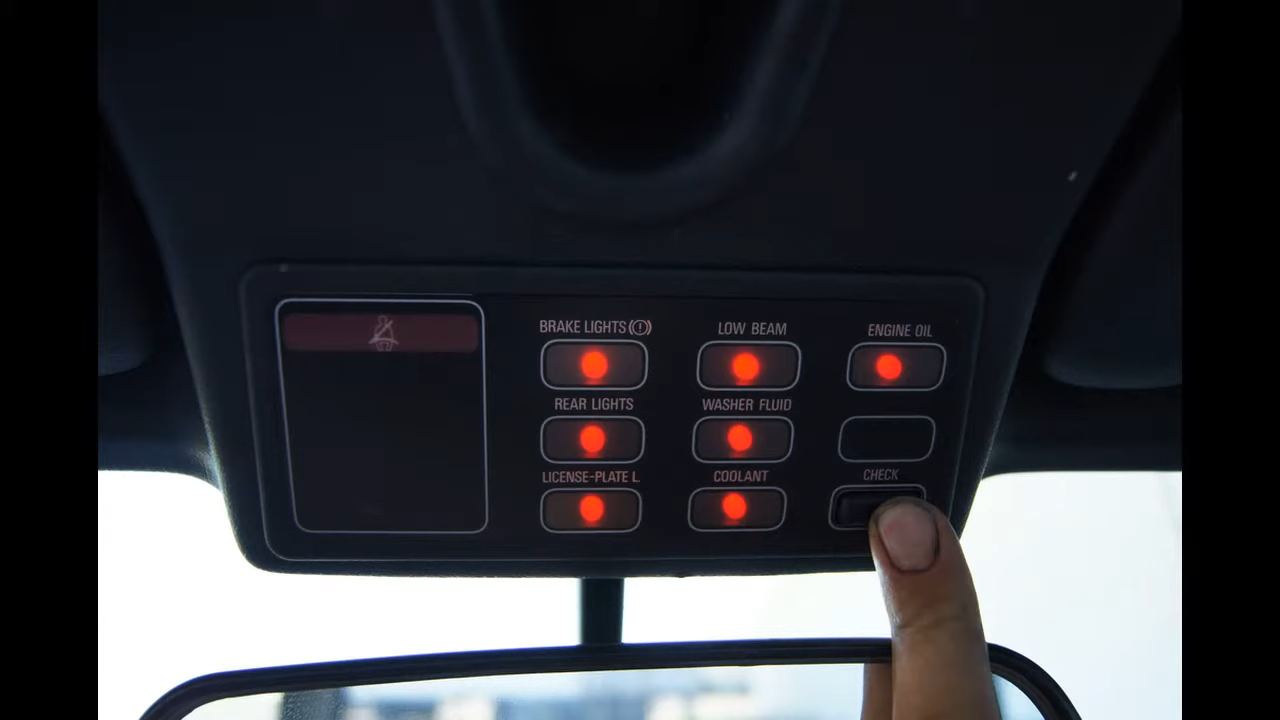 BRAKE LIGHTS (!) LOW BEAM ENGINE OIL
REAR LIGHTS WASHER FLUID
LICENSE-PLATE L. COOLANT CHECK